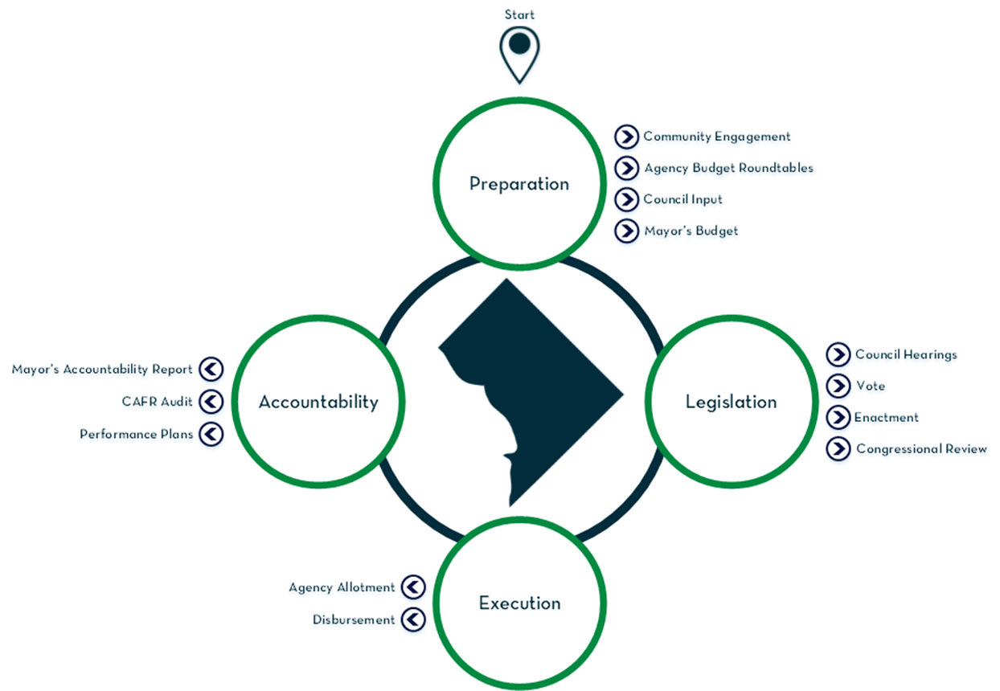 Start
Preparation
Community Engagement
Agency Budget Roundtables
Council Input
Mayor's Budget
Legislation
Council Hearings
Vote
Enactment
Congressional Review
Execution
Agency Allotment
Disbursement
Accountability
Mayor's Accountability Report
CAFR Audit
Performance Plans